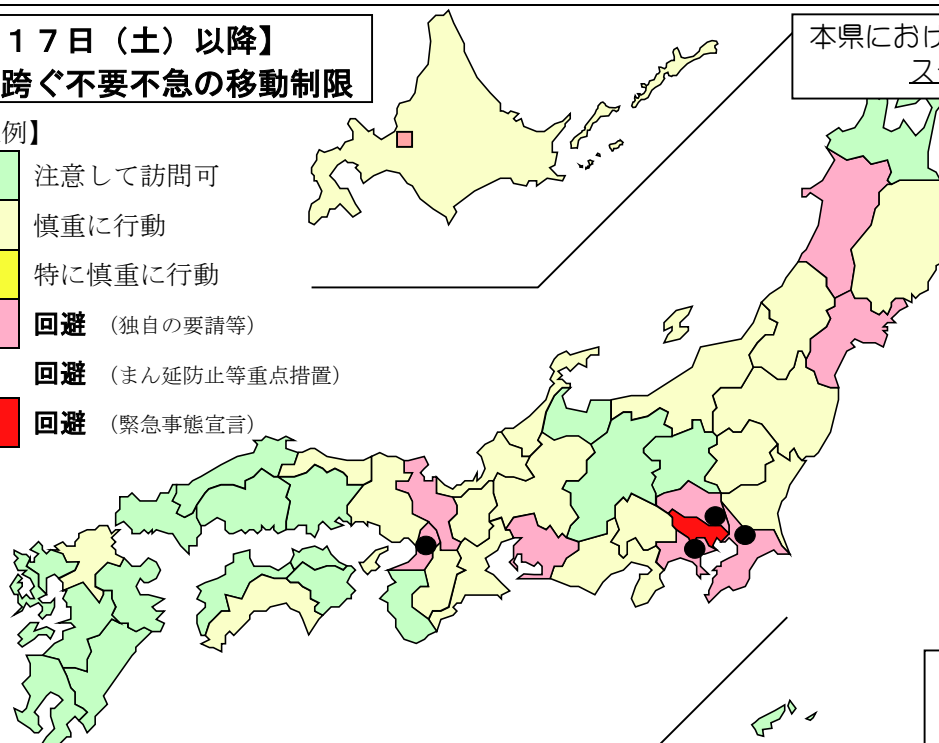 17日（土）以降】
跨ぐ不要不急の移動制限
例】
注意して訪問可
慎重に行動
特に慎重に行動
回避 （独自の要請等）
回避 （まん延防止等重点措置）
回避 （緊急事態宣言）
本県におけ
ス